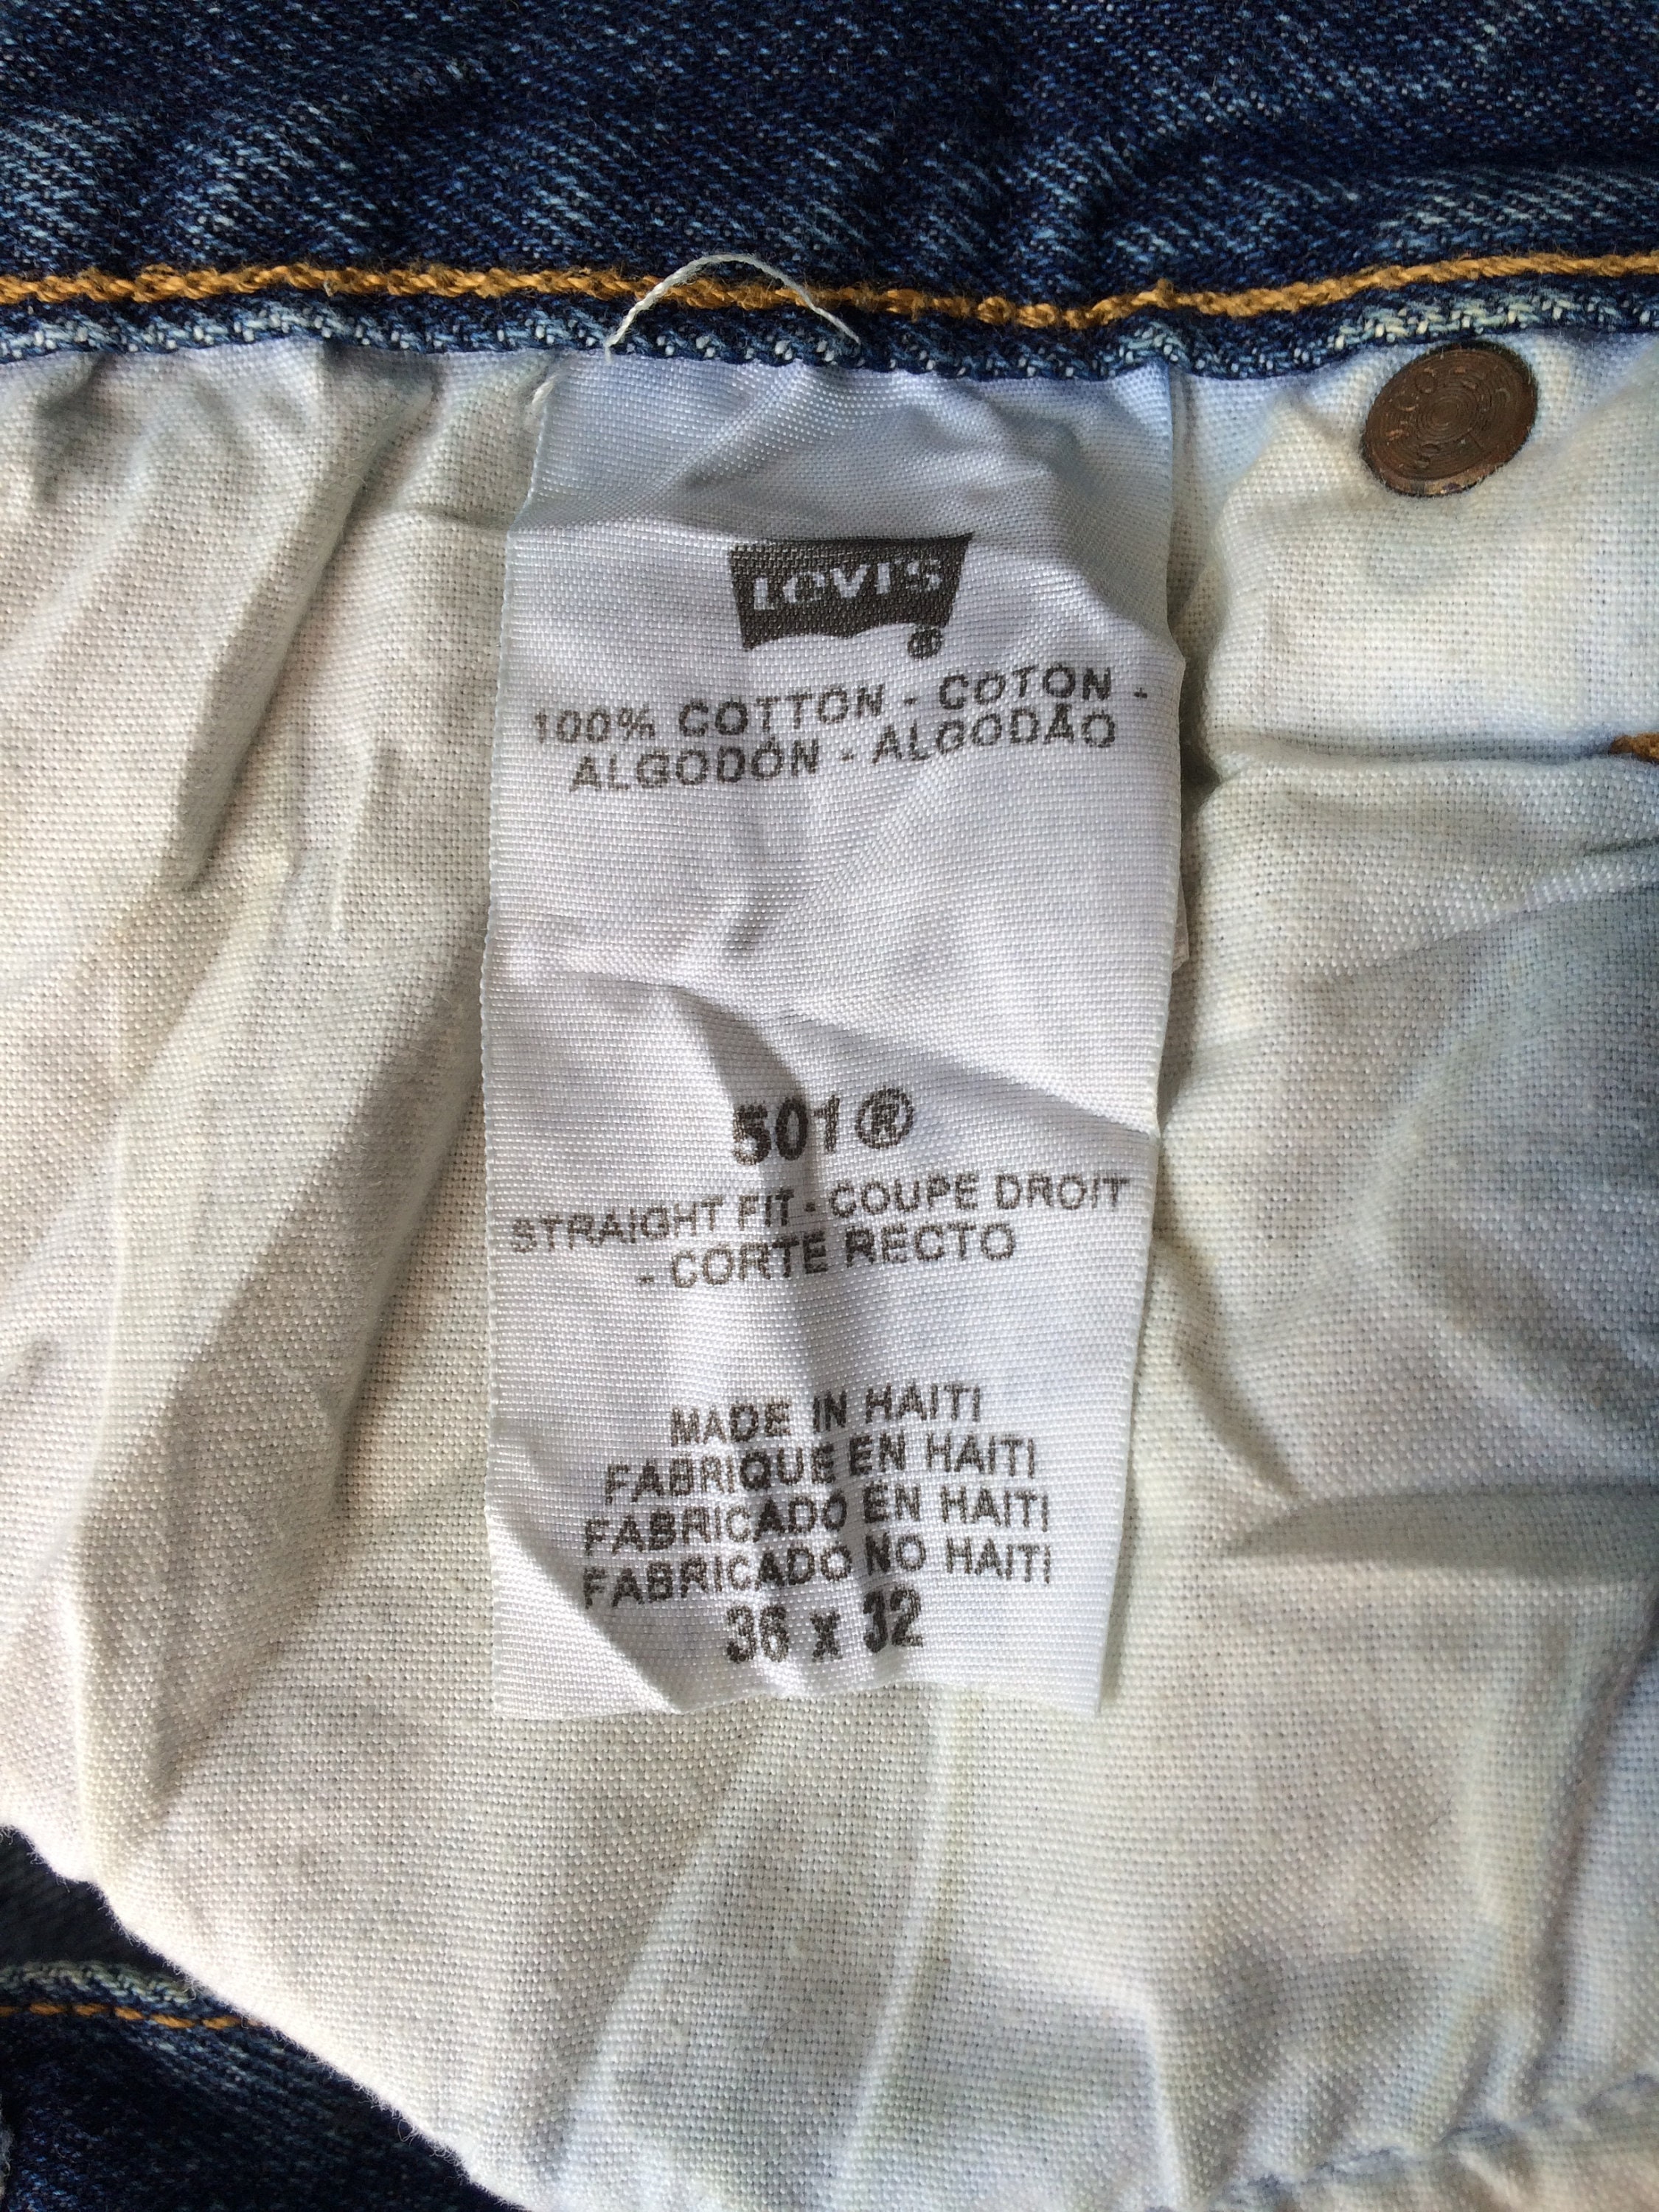 LEVI'S
®
100% COTTON - COTON -
ALGODÓN - ALGODÃO
501®
STRAIGHT FIT - COUPE DROIT
- CORTE RECTO
MADE IN HAITI
FABRIQUE EN HAITI
FABRICADO EN HAITI
FABRICADO NO HAITI
36 x 32